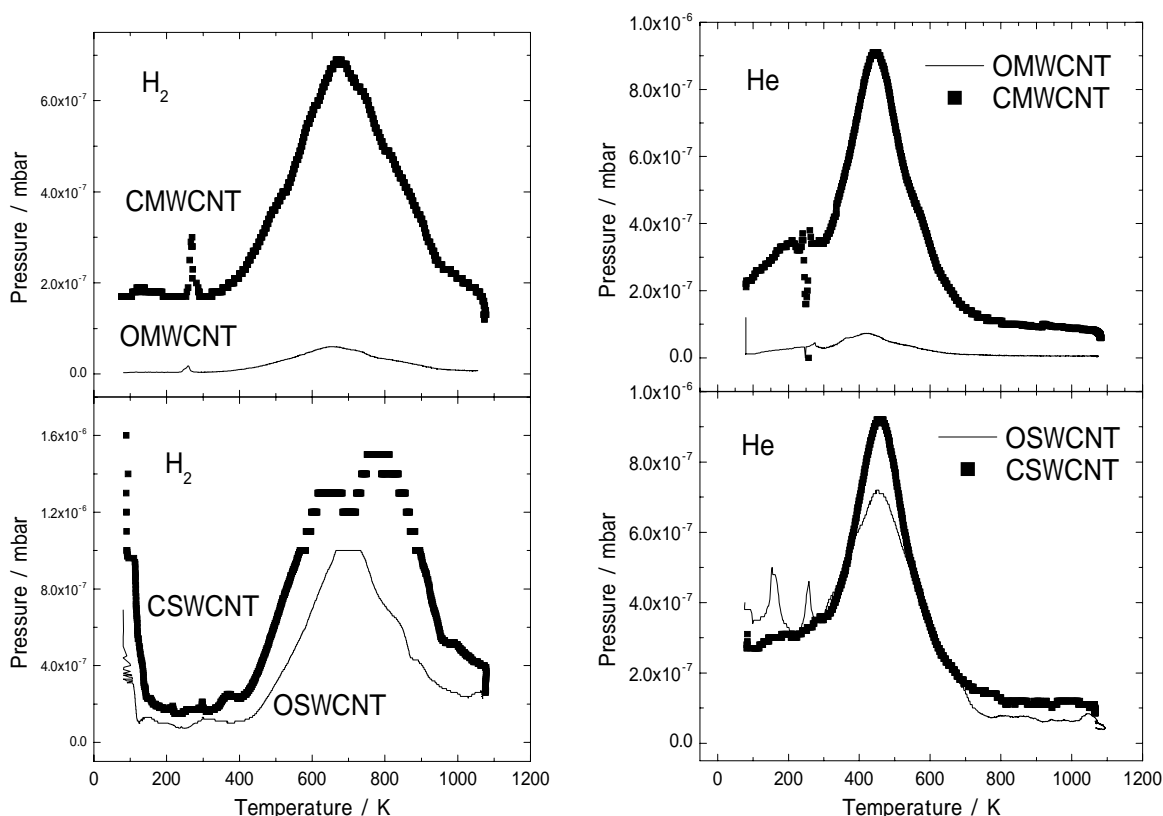 H2
CMWCNT
OMWCNT
Pressure / mbar
6.0x10^-7
4.0x10^-7
2.0x10^-7
0.0
He
OMWCNT
CMWCNT
Pressure / mbar
1.0x10^-6
8.0x10^-7
6.0x10^-7
4.0x10^-7
2.0x10^-7
0.0
H2
CSWCNT
OSWCNT
Pressure / mbar
1.6x10^-6
1.2x10^-6
8.0x10^-7
4.0x10^-7
0.0
0 200 400 600 800 1000 1200
Temperature / K
He
OSWCNT
CSWCNT
Pressure / mbar
1.0x10^-6
8.0x10^-7
6.0x10^-7
4.0x10^-7
2.0x10^-7
0.0
0 200 400 600 800 1000 1200
Temperature / K